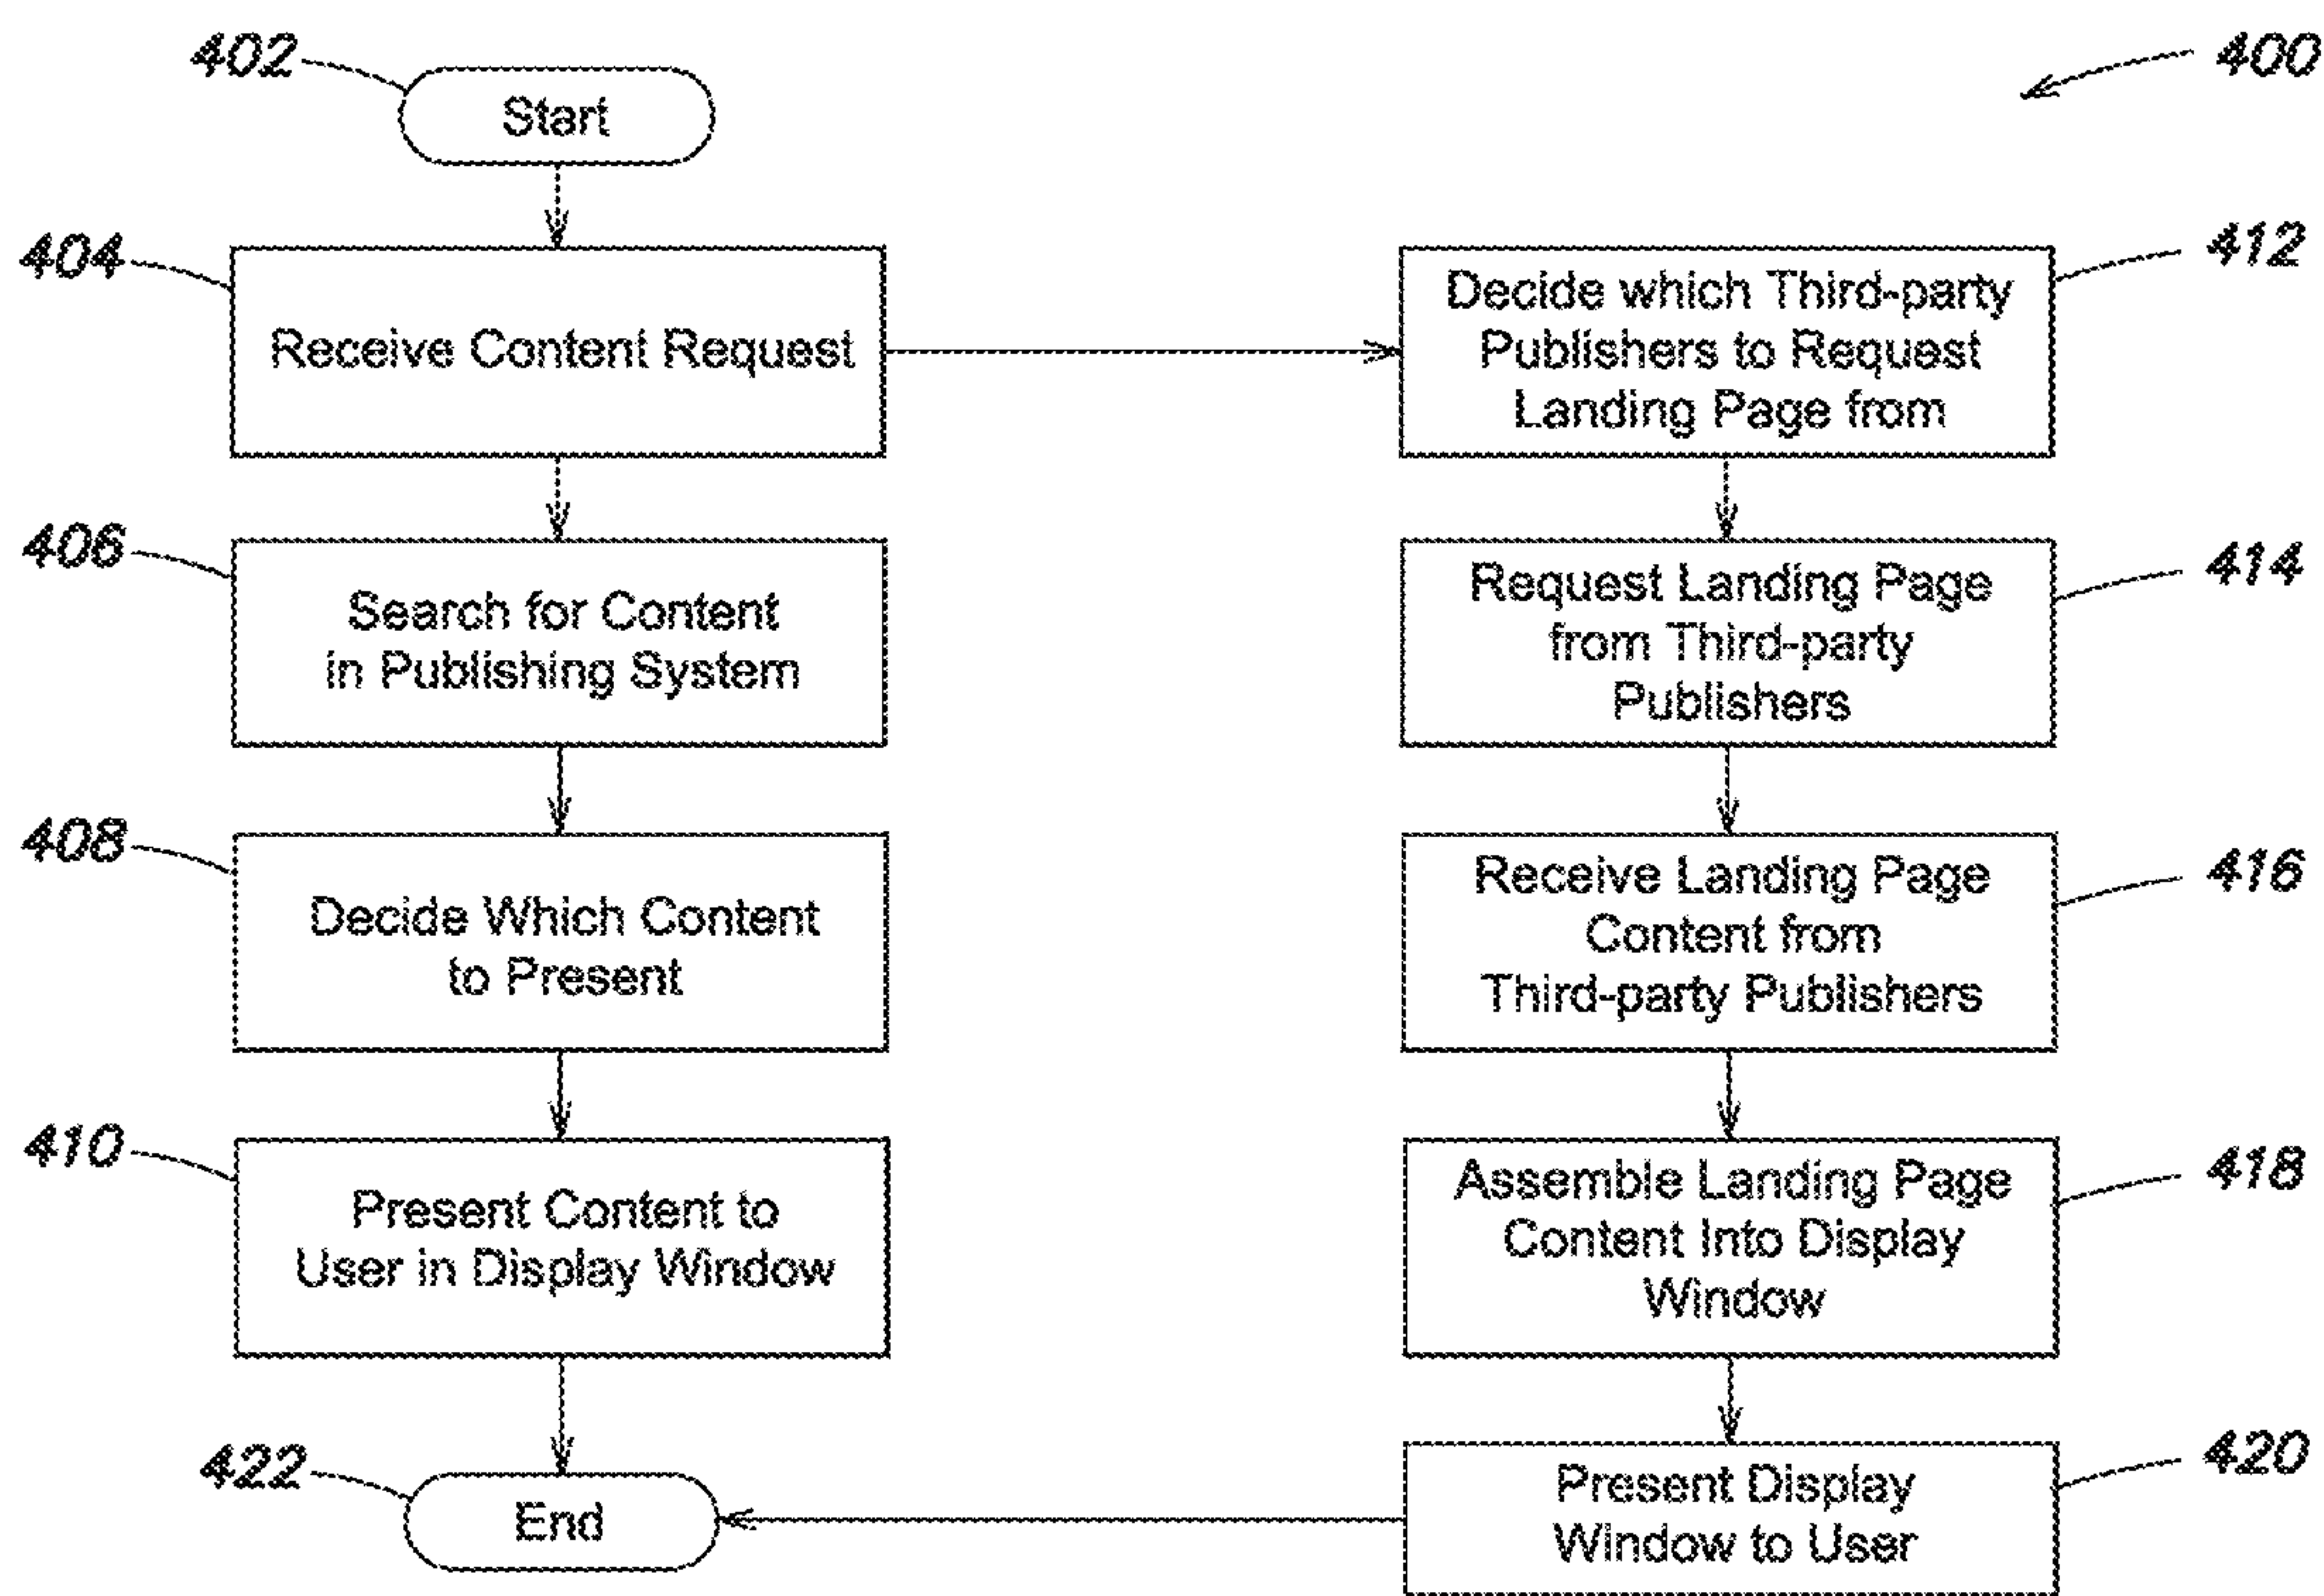 402
Start
400
404
Receive Content Request
406
Search for Content
in Publishing System
408
Decide Which Content
to Present
410
Present Content to
User in Display Window
422
End
412
Decide which Third-party
Publishers to Request
Landing Page from
414
Request Landing Page
from Third-party
Publishers
416
Receive Landing Page
Content from
Third-party Publishers
418
Assemble Landing Page
Content Into Display
Window
420
Present Display
Window to User